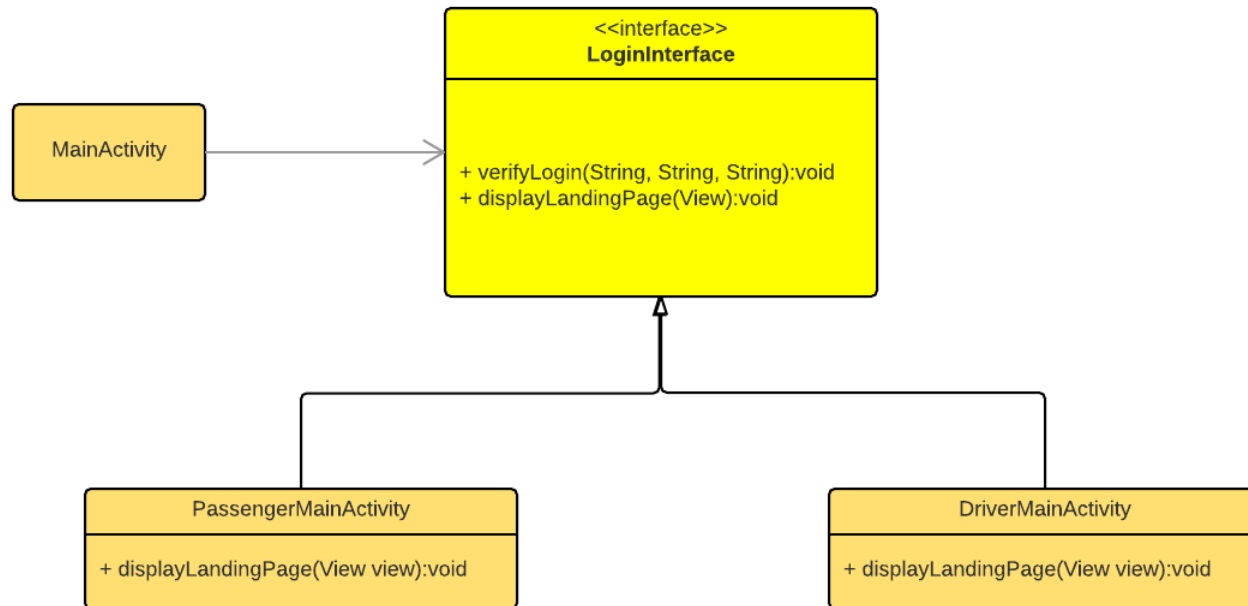 <<interface>>
LoginInterface
MainActivity
+ verifyLogin(String, String, String):void
+ displayLandingPage(View):void
PassengerMainActivity
+ displayLandingPage(View view):void
DriverMainActivity
+ displayLandingPage(View view):void